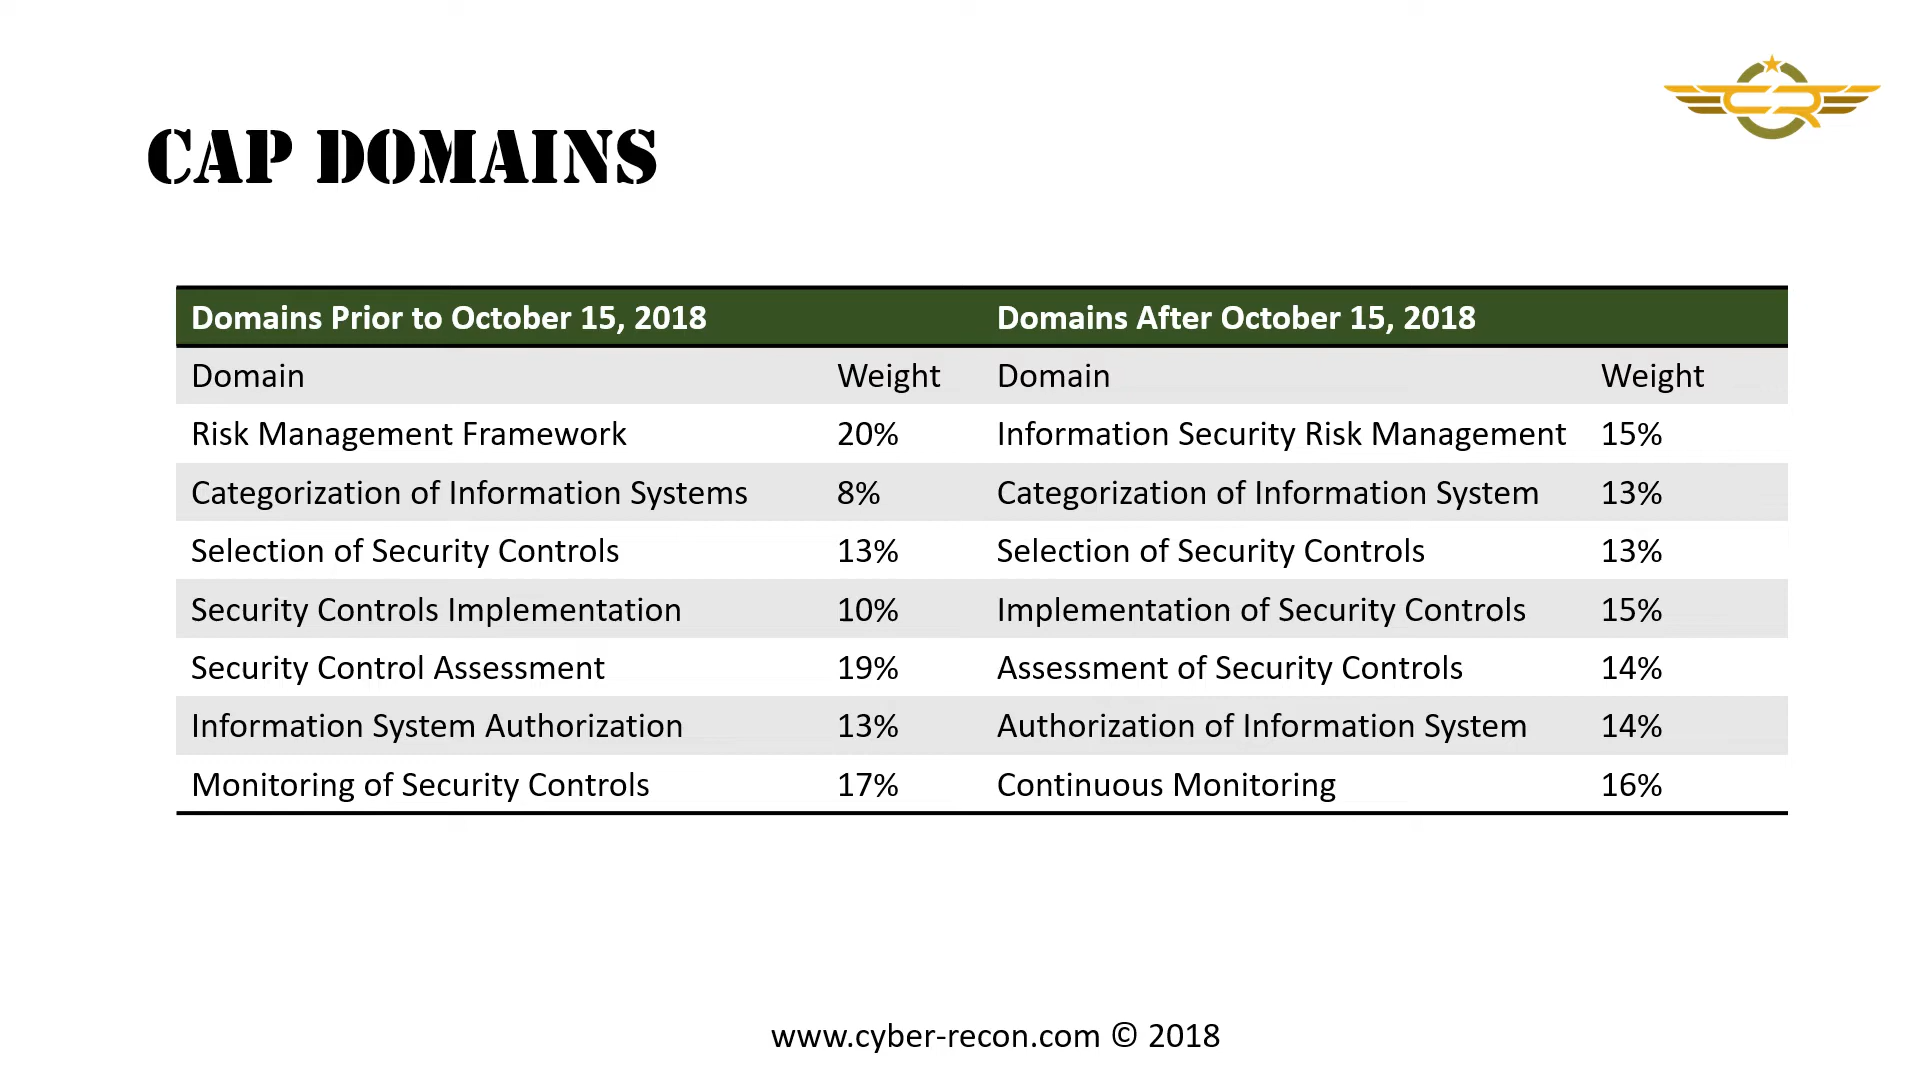 CAP DOMAINS
CR
Domains Prior to October 15, 2018 Domains After October 15, 2018
Domain Weight Domain Weight
Risk Management Framework 20% Information Security Risk Management 15%
Categorization of Information Systems 8% Categorization of Information System 13%
Selection of Security Controls 13% Selection of Security Controls 13%
Security Controls Implementation 10% Implementation of Security Controls 15%
Security Control Assessment 19% Assessment of Security Controls 14%
Information System Authorization 13% Authorization of Information System 14%
Monitoring of Security Controls 17% Continuous Monitoring 16%
www.cyber-recon.com © 2018